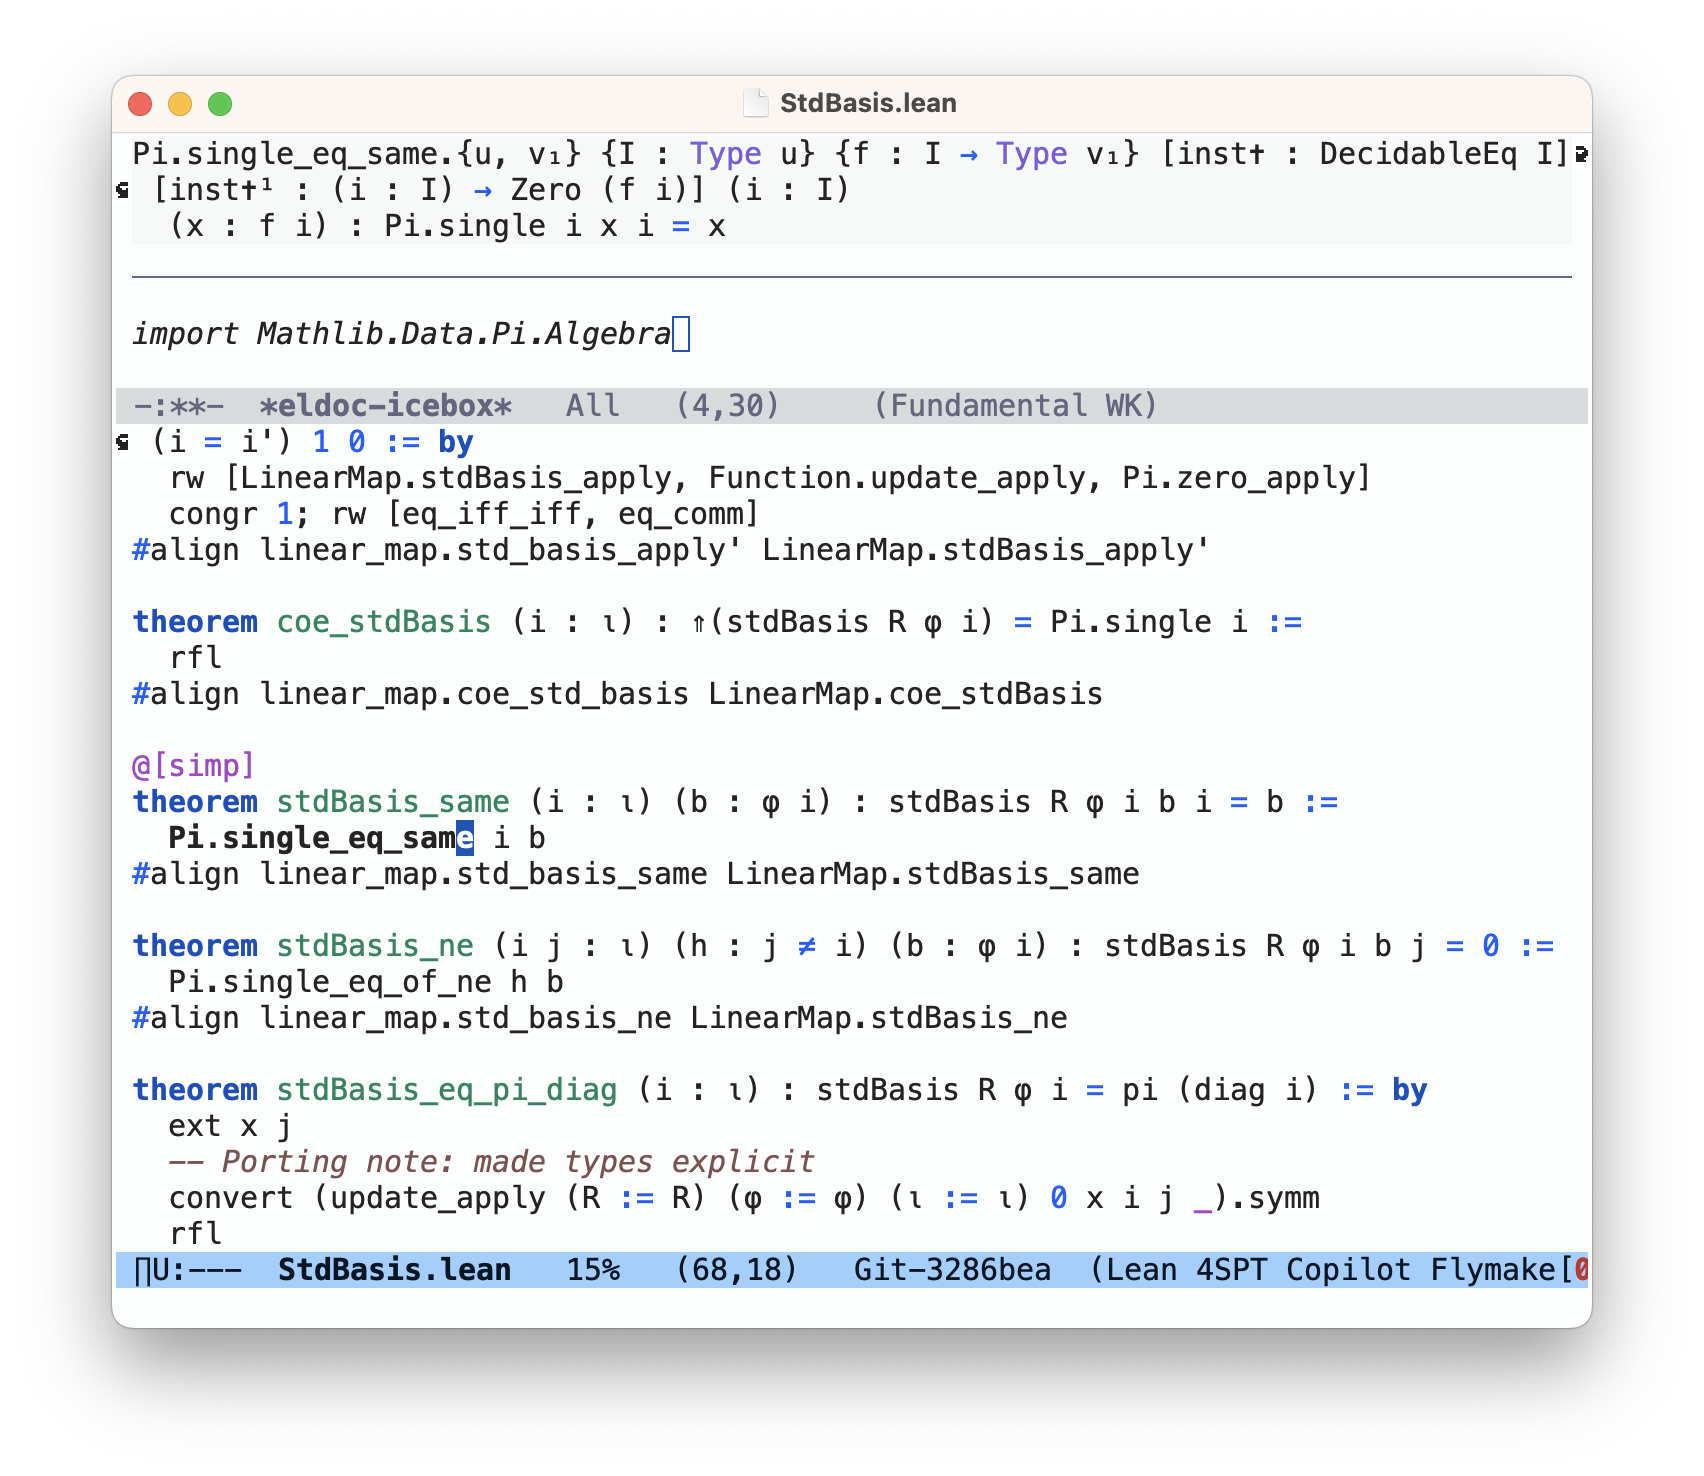 StdBasis.lean
Pi.single_eq_same.{u, v₁} {I : Type u} {f : I → Type v₁} [inst✝ : DecidableEq I]
[inst✝¹ : (i : I) → Zero (f i)] (i : I)
(x : f i) : Pi.single i x i = x
import Mathlib.Data.Pi.Algebra
-:**-  *eldoc-icebox*   All   (4,30)     (Fundamental WK)
(i = i') 1 0 := by
rw [LinearMap.stdBasis_apply, Function.update_apply, Pi.zero_apply]
congr 1; rw [eq_iff_iff, eq_comm]
#align linear_map.std_basis_apply' LinearMap.stdBasis_apply'
theorem coe_stdBasis (i : ι) : ⇑(stdBasis R φ i) = Pi.single i :=
rfl
#align linear_map.coe_std_basis LinearMap.coe_stdBasis
@[simp]
theorem stdBasis_same (i : ι) (b : φ i) : stdBasis R φ i b i = b :=
Pi.single_eq_same i b
#align linear_map.std_basis_same LinearMap.stdBasis_same
theorem stdBasis_ne (i j : ι) (h : j ≠ i) (b : φ i) : stdBasis R φ i b j = 0 :=
Pi.single_eq_of_ne h b
#align linear_map.std_basis_ne LinearMap.stdBasis_ne
theorem stdBasis_eq_pi_diag (i : ι) : stdBasis R φ i = pi (diag i) := by
ext x j
-- Porting note: made types explicit
convert (update_apply (R := R) (φ := φ) (ι := ι) 0 x i j _).symm
rfl
∏U:---  StdBasis.lean   15%   (68,18)   Git-3286bea  (Lean 4SPT Copilot Flymake[0